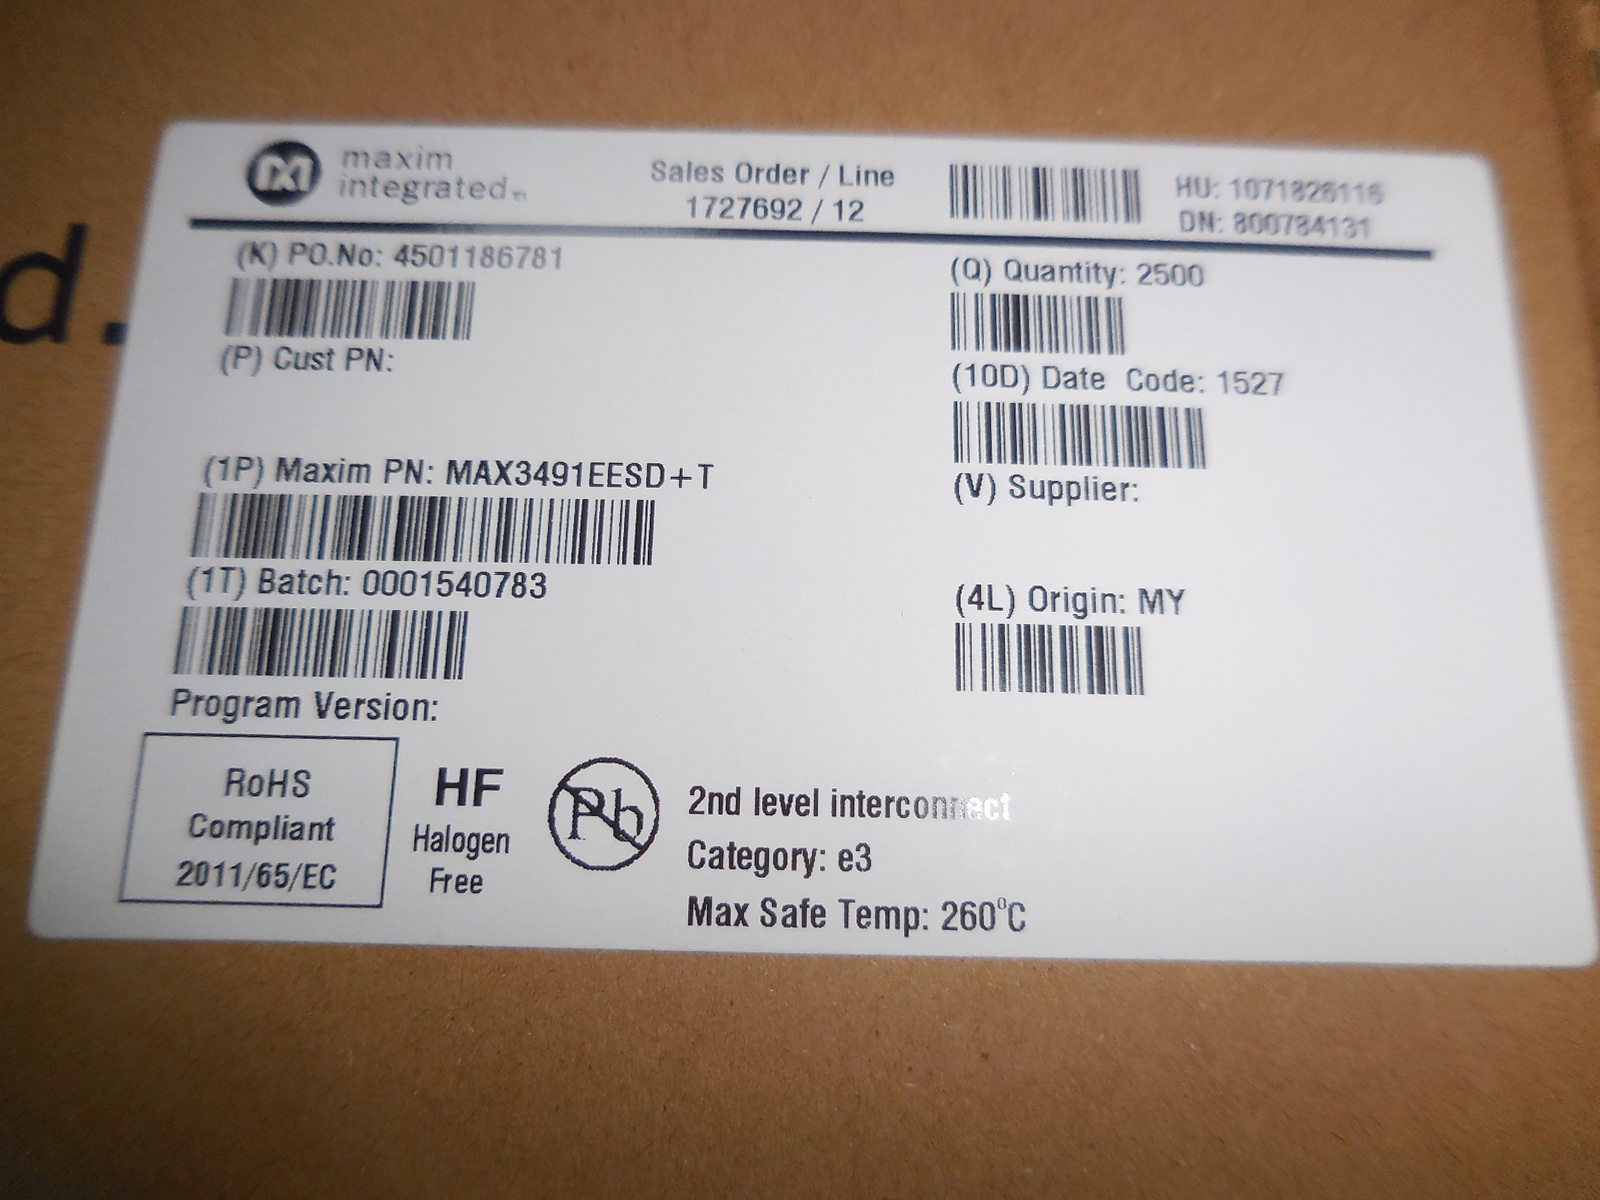 maxim
integrated™
Sales Order / Line
1727692 / 12
HU: 1071826116
DN: 800784131
(K) PO.No: 4501186781
(Q) Quantity: 2500
(P) Cust PN:
(10D) Date Code: 1527
(1P) Maxim PN: MAX3491EESD+T
(V) Supplier:
(1T) Batch: 0001540783
(4L) Origin: MY
Program Version:
RoHS
Compliant
2011/65/EC
HF
Halogen
Free
Pb
2nd level interconnect
Category: e3
Max Safe Temp: 260°C
d.